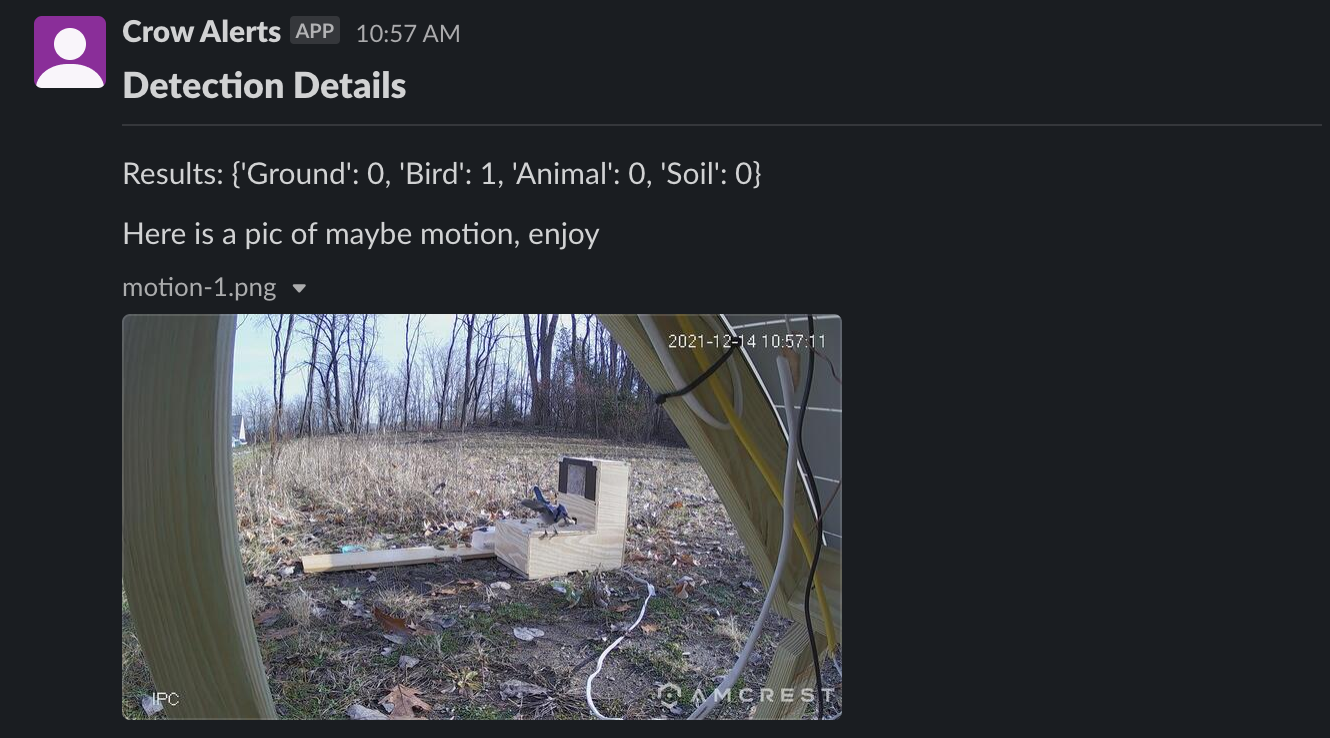 Crow Alerts APP 10:57 AM
Detection Details
Results: {'Ground': 0, 'Bird': 1, 'Animal': 0, 'Soil': 0}
Here is a pic of maybe motion, enjoy
motion-1.png
2021-12-14 10:57:11
IPC
AMCREST